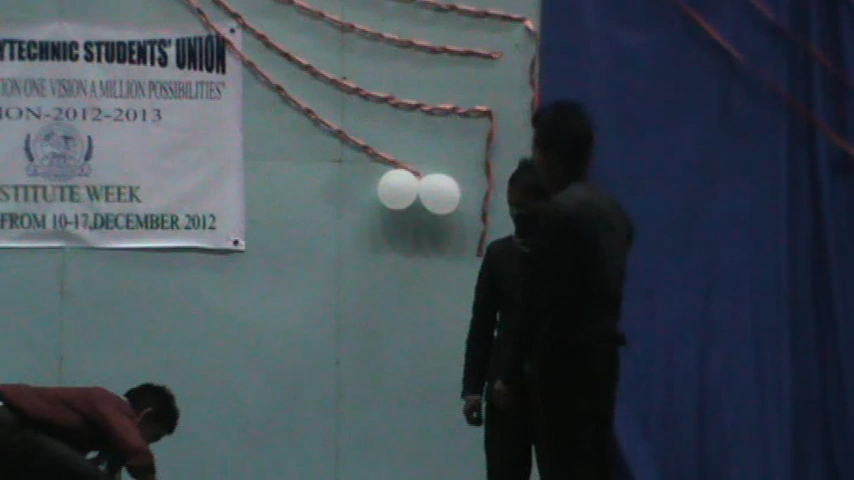 YTECHNIC STUDENTS' UNION
ION ONE VISION A MILLION POSSIBILITIES"
ION-2012-2013
STITUTE WEEK
FROM 10-17,DECEMBER 2012